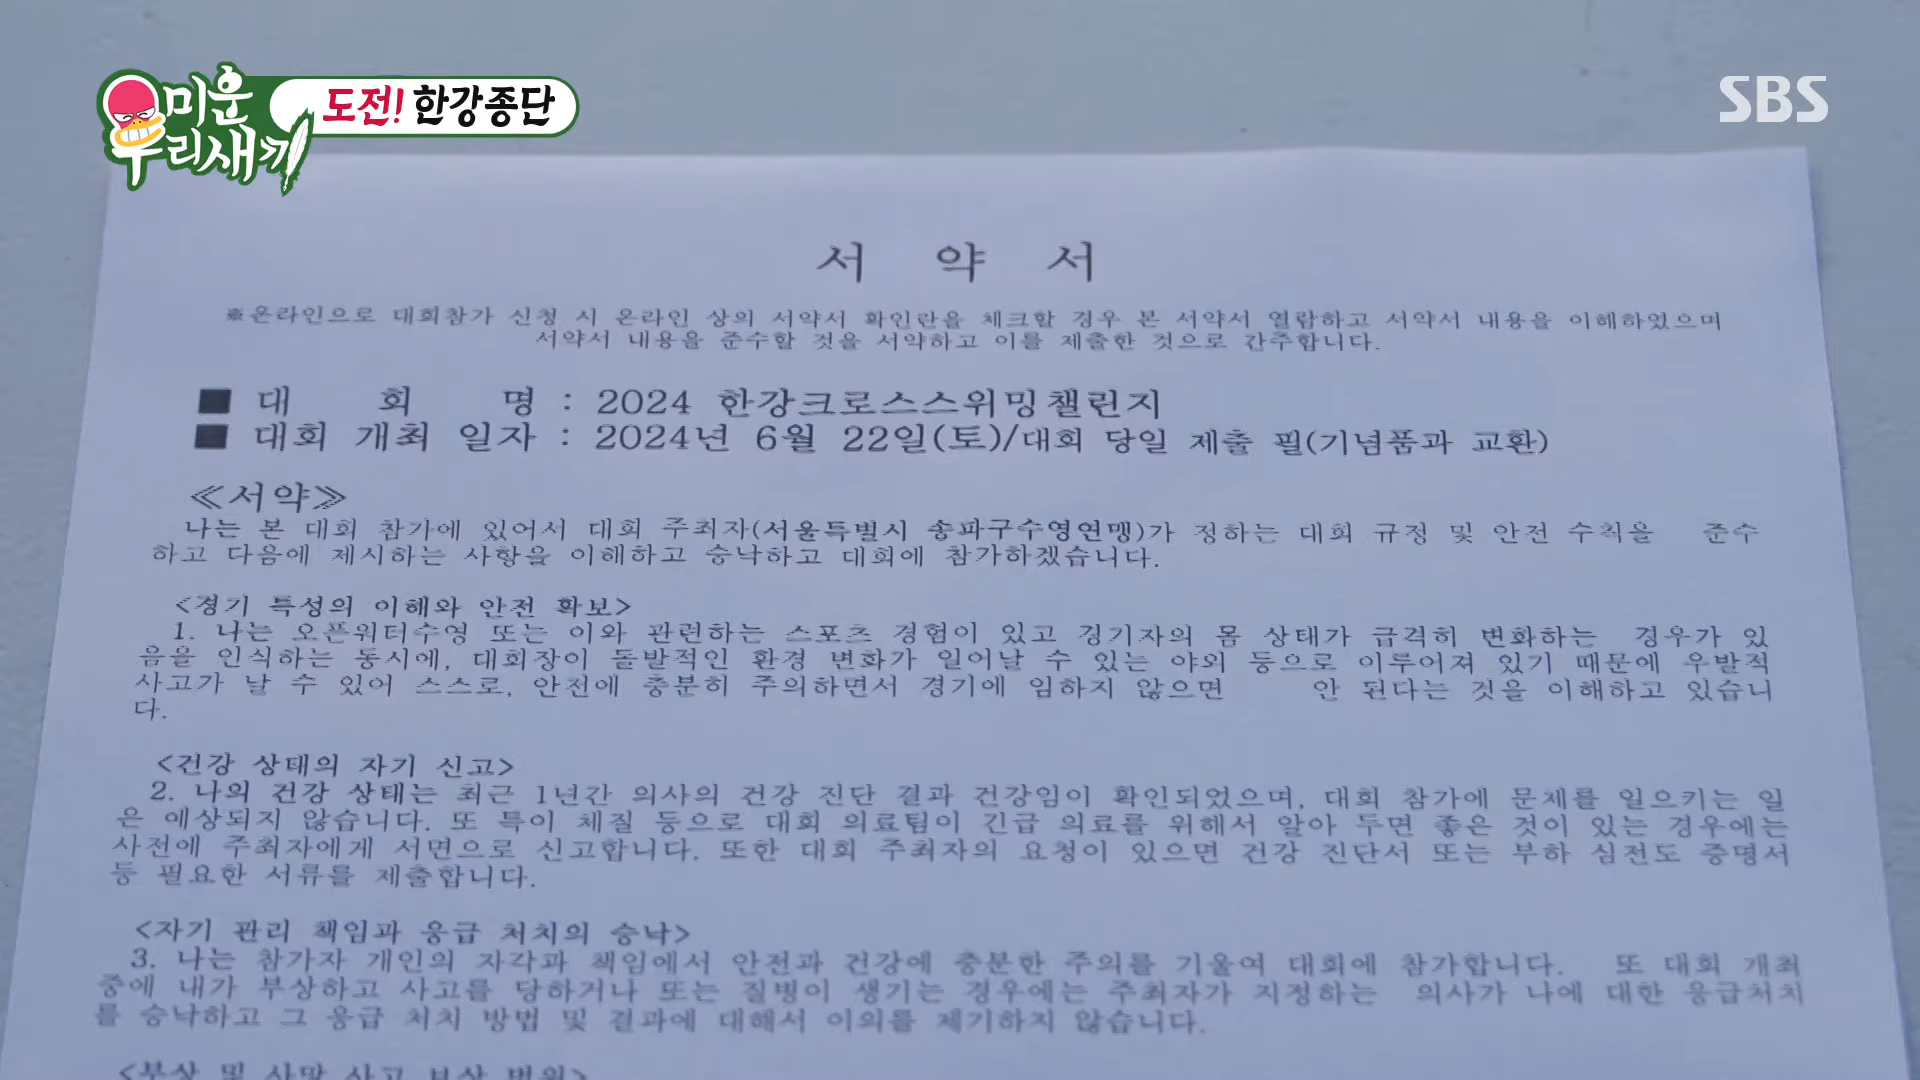 미운 우리새끼
도전! 한강종단
SBS
서 약 서
※온라인으로 대회참가 신청 시 온라인 상의 서약서 확인란을 체크할 경우 본 서약서 열람하고 서약서 내용을 이해하였으며
서약서 내용을 준수할 것을 서약하고 이를 제출한 것으로 간주합니다.
■ 대 회 명 : 2024 한강크로스스위밍챌린지
■ 대회 개최 일자 : 2024년 6월 22일(토)/대회 당일 제출 필(기념품과 교환)
≪서약≫
나는 본 대회 참가에 있어서 대회 주최자(서울특별시 송파구수영연맹)가 정하는 대회 규정 및 안전 수칙을 준수
하고 다음에 제시하는 사항을 이해하고 승낙하고 대회에 참가하겠습니다.
<경기 특성의 이해와 안전 확보>
1. 나는 오픈워터수영 또는 이와 관련하는 스포츠 경험이 있고 경기자의 몸 상태가 급격히 변화하는 경우가 있
음을 인식하는 동시에, 대회장이 돌발적인 환경 변화가 일어날 수 있는 야외 등으로 이루어져 있기 때문에 우발적
사고가 날 수 있어 스스로, 안전에 충분히 주의하면서 경기에 임하지 않으면 안 된다는 것을 이해하고 있습니
다.
<건강 상태의 자기 신고>
2. 나의 건강 상태는 최근 1년간 의사의 건강 진단 결과 건강임이 확인되었으며, 대회 참가에 문제를 일으키는 일
은 예상되지 않습니다. 또 특이 체질 등으로 대회 의료팀이 긴급 의료를 위해서 알아 두면 좋은 것이 있는 경우에는
사전에 주최자에게 서면으로 신고합니다. 또한 대회 주최자의 요청이 있으면 건강 진단서 또는 부하 심전도 증명서
등 필요한 서류를 제출합니다.
<자기 관리 책임과 응급 처치의 승낙>
3. 나는 참가자 개인의 자각과 책임에서 안전과 건강에 충분한 주의를 기울여 대회에 참가합니다. 또 대회 개최
중에 내가 부상하고 사고를 당하거나 또는 질병이 생기는 경우에는 주최자가 지정하는 의사가 나에 대한 응급처치
를 승낙하고 그 응급 처치 방법 및 결과에 대해서 이의를 제기하지 않습니다.
<부상 및 사망 사고 보상 범위>